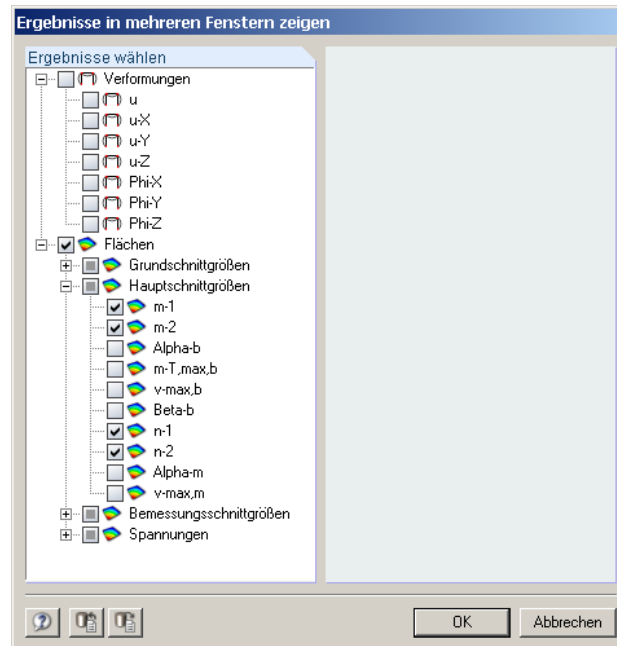 Ergebnisse in mehreren Fenstern zeigen
Ergebnisse wählen
Verformungen
u
u-X
u-Y
u-Z
Phi-X
Phi-Y
Phi-Z
Flächen
Grundschnittgrößen
Hauptschnittgrößen
m-1
m-2
Alpha-b
m-T,max,b
v-max,b
Beta-b
n-1
n-2
Alpha-m
v-max,m
Bemessungsschnittgrößen
Spannungen
OK
Abbrechen